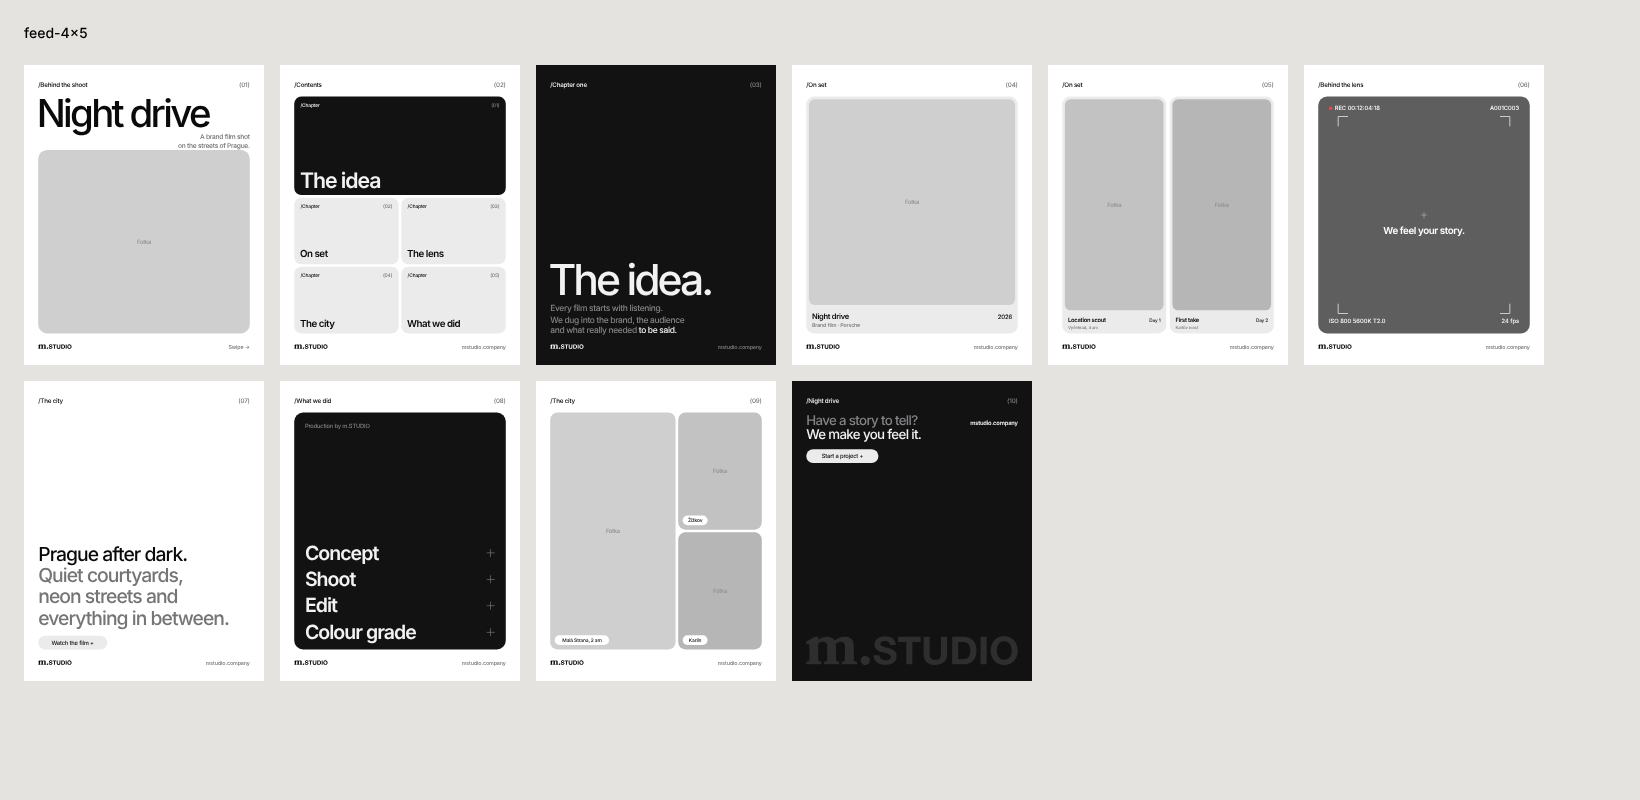 feed-4×5
/Behind the shoot
(01)
Night drive
A brand film shot
on the streets of Prague.
Fotka
m.STUDIO
Swipe →
/Contents
(02)
/Chapter
(01)
The idea
/Chapter
(02)
On set
/Chapter
(03)
The lens
/Chapter
(04)
The city
/Chapter
(05)
What we did
m.STUDIO
mstudio.company
/Chapter one
(03)
The idea.
Every film starts with listening.
We dug into the brand, the audience
and what really needed to be said.
m.STUDIO
mstudio.company
/On set
(04)
Fotka
Night drive
2026
Brand film · Porsche
m.STUDIO
mstudio.company
/On set
(05)
Fotka
Fotka
Location scout
Day 1
First take
Day 2
m.STUDIO
mstudio.company
/Behind the lens
(06)
REC 00:12:04:18
A001C003
+
We feel your story.
ISO 800 5600K T2.0
24 fps
m.STUDIO
mstudio.company
/The city
(07)
Prague after dark.
Quiet courtyards,
neon streets and
everything in between.
Watch the film +
m.STUDIO
mstudio.company
/What we did
(08)
Production by m.STUDIO
Concept +
Shoot +
Edit +
Colour grade +
m.STUDIO
mstudio.company
/The city
(09)
Fotka
Fotka
Žižkov
Fotka
Malá Strana, 2 am
Karlín
m.STUDIO
mstudio.company
/Night drive
(10)
Have a story to tell?
We make you feel it.
mstudio.company
Start a project +
m.STUDIO